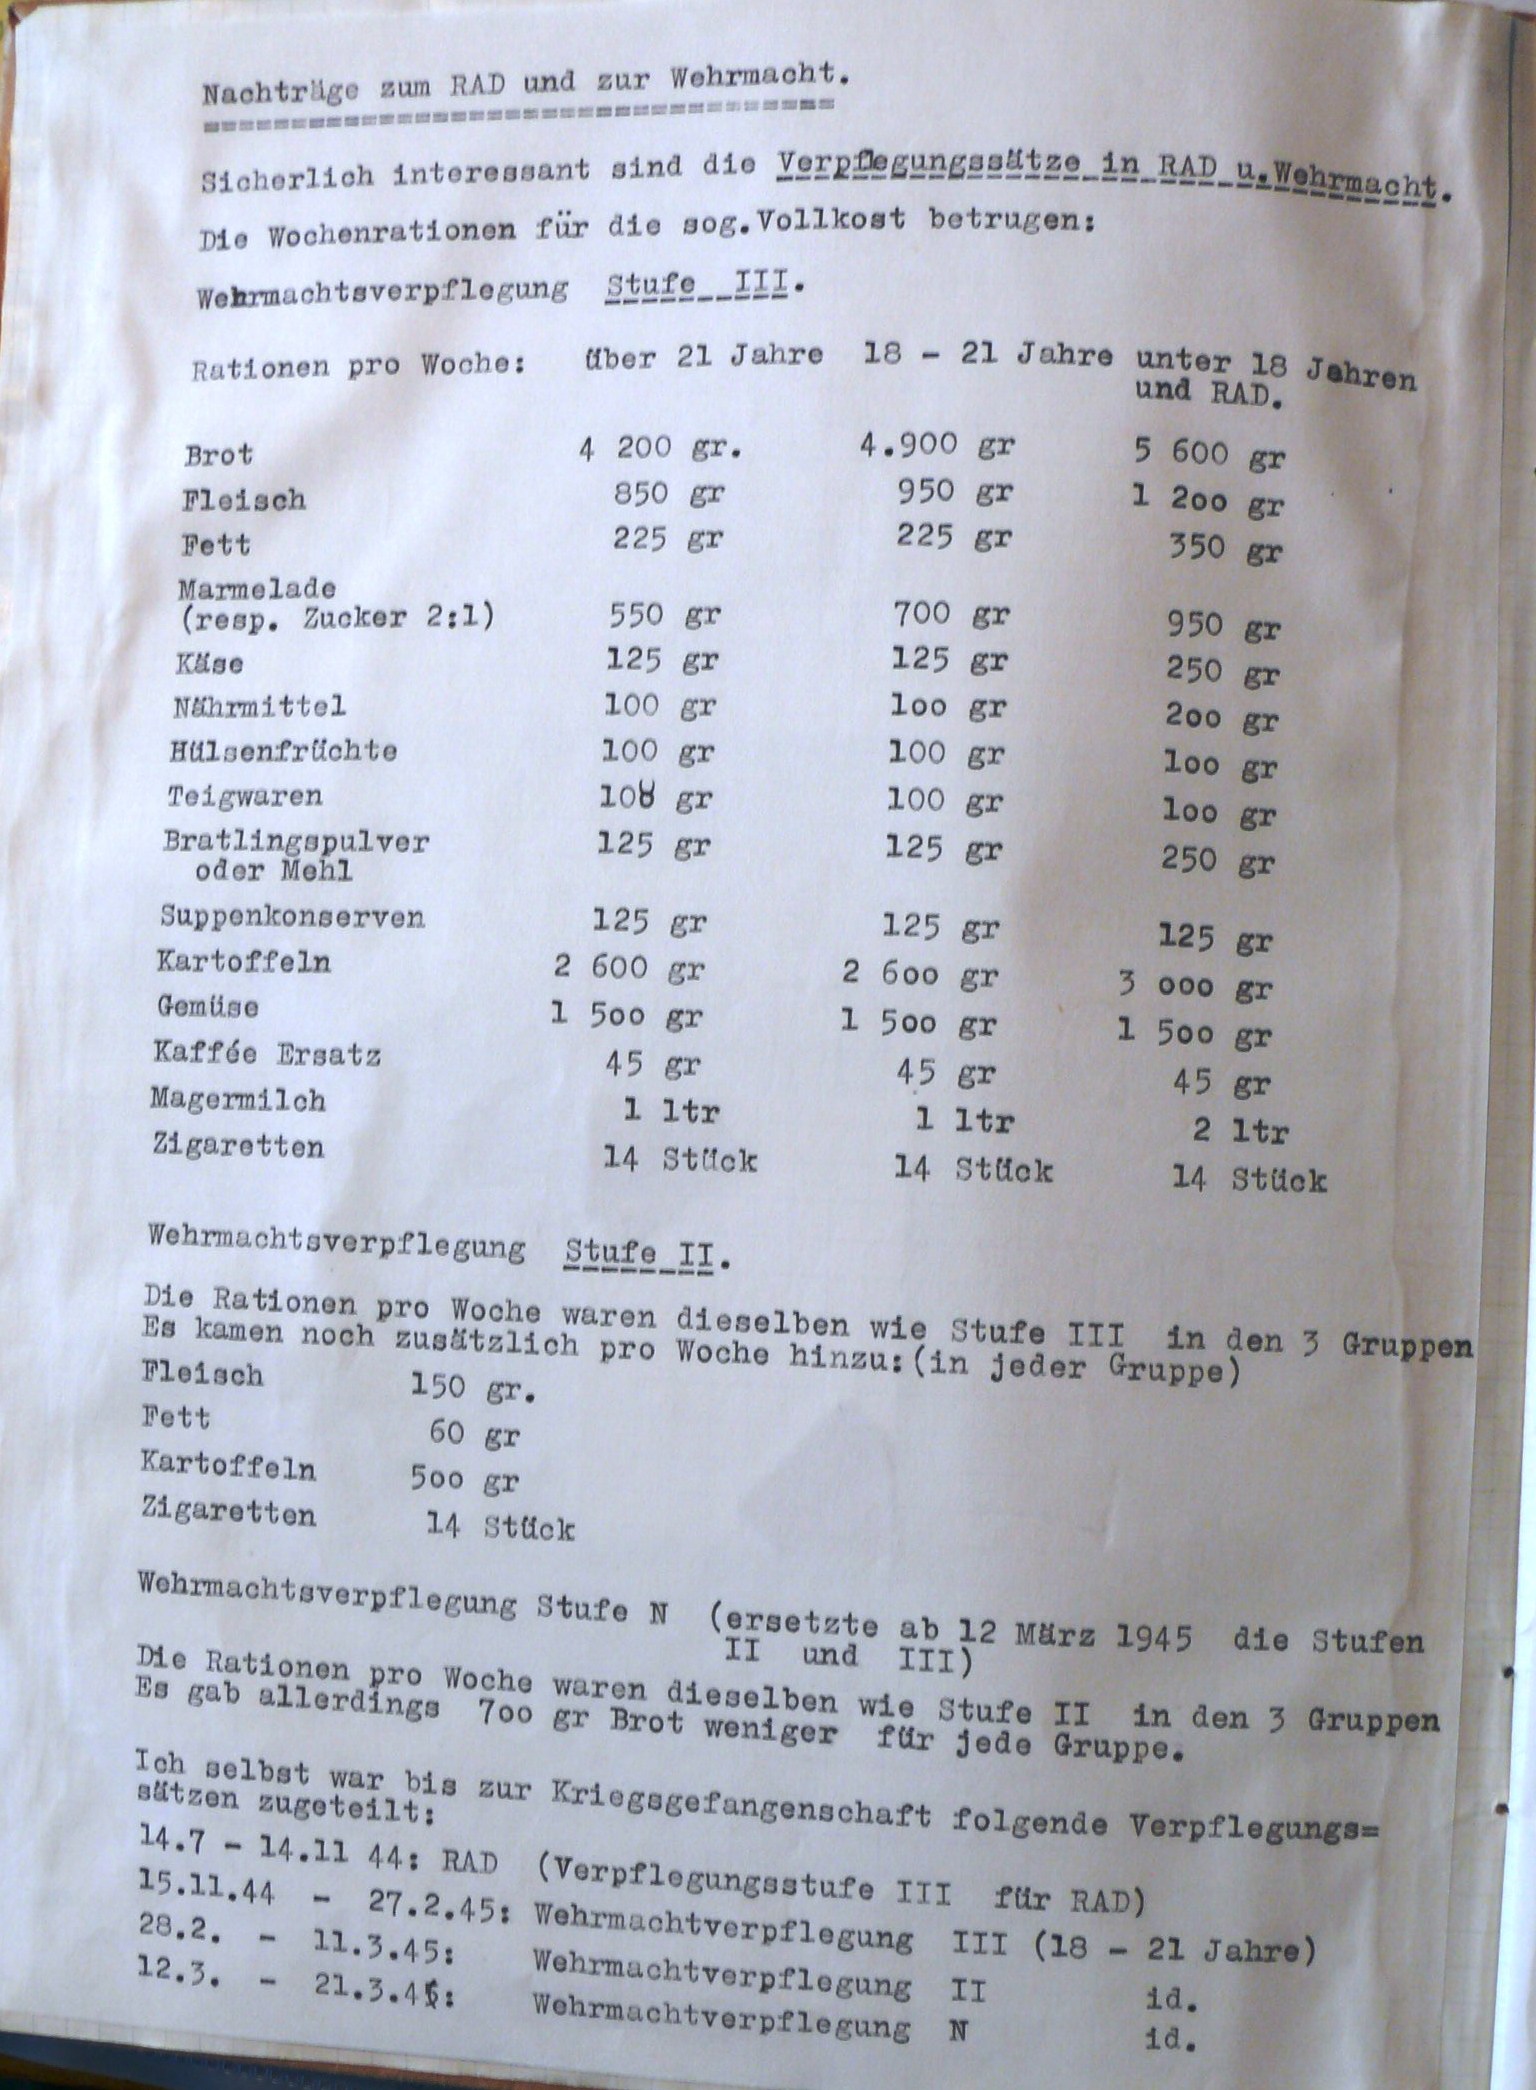 Nachträge zum RAD und zur Wehrmacht.
====================================
Sicherlich interessant sind die Verpflegungssätze in RAD u.Wehrmacht.
Die Wochenrationen für die sog.Vollkost betrugen:
Wehrmachtsverpflegung Stufe III.
Rationen pro Woche: über 21 Jahre 18 - 21 Jahre unter 18 Jahren
und RAD.
Brot 4 200 gr. 4.900 gr 5 600 gr
Fleisch 850 gr 950 gr 1 2oo gr
Fett 225 gr 225 gr 350 gr
Marmelade
(resp. Zucker 2:1) 550 gr 700 gr 950 gr
Käse 125 gr 125 gr 250 gr
Nährmittel 100 gr 1oo gr 2oo gr
Hülsenfrüchte 100 gr 100 gr 1oo gr
Teigwaren 100 gr 100 gr 1oo gr
Bratlingspulver 125 gr 125 gr 250 gr
oder Mehl
Suppenkonserven 125 gr 125 gr 125 gr
Kartoffeln 2 600 gr 2 6oo gr 3 ooo gr
Gemüse 1 5oo gr 1 5oo gr 1 5oo gr
Kaffée Ersatz 45 gr 45 gr 45 gr
Magermilch 1 ltr 1 ltr 2 ltr
Zigaretten 14 Stück 14 Stück 14 Stück
Wehrmachtsverpflegung Stufe II.
Die Rationen pro Woche waren dieselben wie Stufe III in den 3 Gruppen
Es kamen noch zusätzlich pro Woche hinzu:(in jeder Gruppe)
Fleisch 150 gr.
Fett 60 gr
Kartoffeln 5oo gr
Zigaretten 14 Stück
Wehrmachtsverpflegung Stufe N (ersetzte ab 12 März 1945 die Stufen
II und III)
Die Rationen pro Woche waren dieselben wie Stufe II in den 3 Gruppen
Es gab allerdings 7oo gr Brot weniger für jede Gruppe.
Ich selbst war bis zur Kriegsgefangenschaft folgende Verpflegungs=
sätzen zugeteilt:
14.7 - 14.11 44: RAD (Verpflegungsstufe III für RAD)
15.11.44 - 27.2.45: Wehrmachtverpflegung III (18 - 21 Jahre)
28.2. - 11.3.45: Wehrmachtverpflegung II id.
12.3. - 21.3.45: Wehrmachtverpflegung N id.